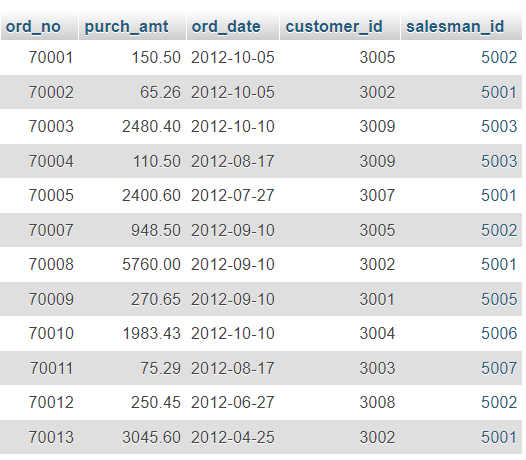 ord_no purch_amt ord_date customer_id salesman_id
70001 150.50 2012-10-05 3005 5002
70002 65.26 2012-10-05 3002 5001
70003 2480.40 2012-10-10 3009 5003
70004 110.50 2012-08-17 3009 5003
70005 2400.60 2012-07-27 3007 5001
70007 948.50 2012-09-10 3005 5002
70008 5760.00 2012-09-10 3002 5001
70009 270.65 2012-09-10 3001 5005
70010 1983.43 2012-10-10 3004 5006
70011 75.29 2012-08-17 3003 5007
70012 250.45 2012-06-27 3008 5002
70013 3045.60 2012-04-25 3002 5001